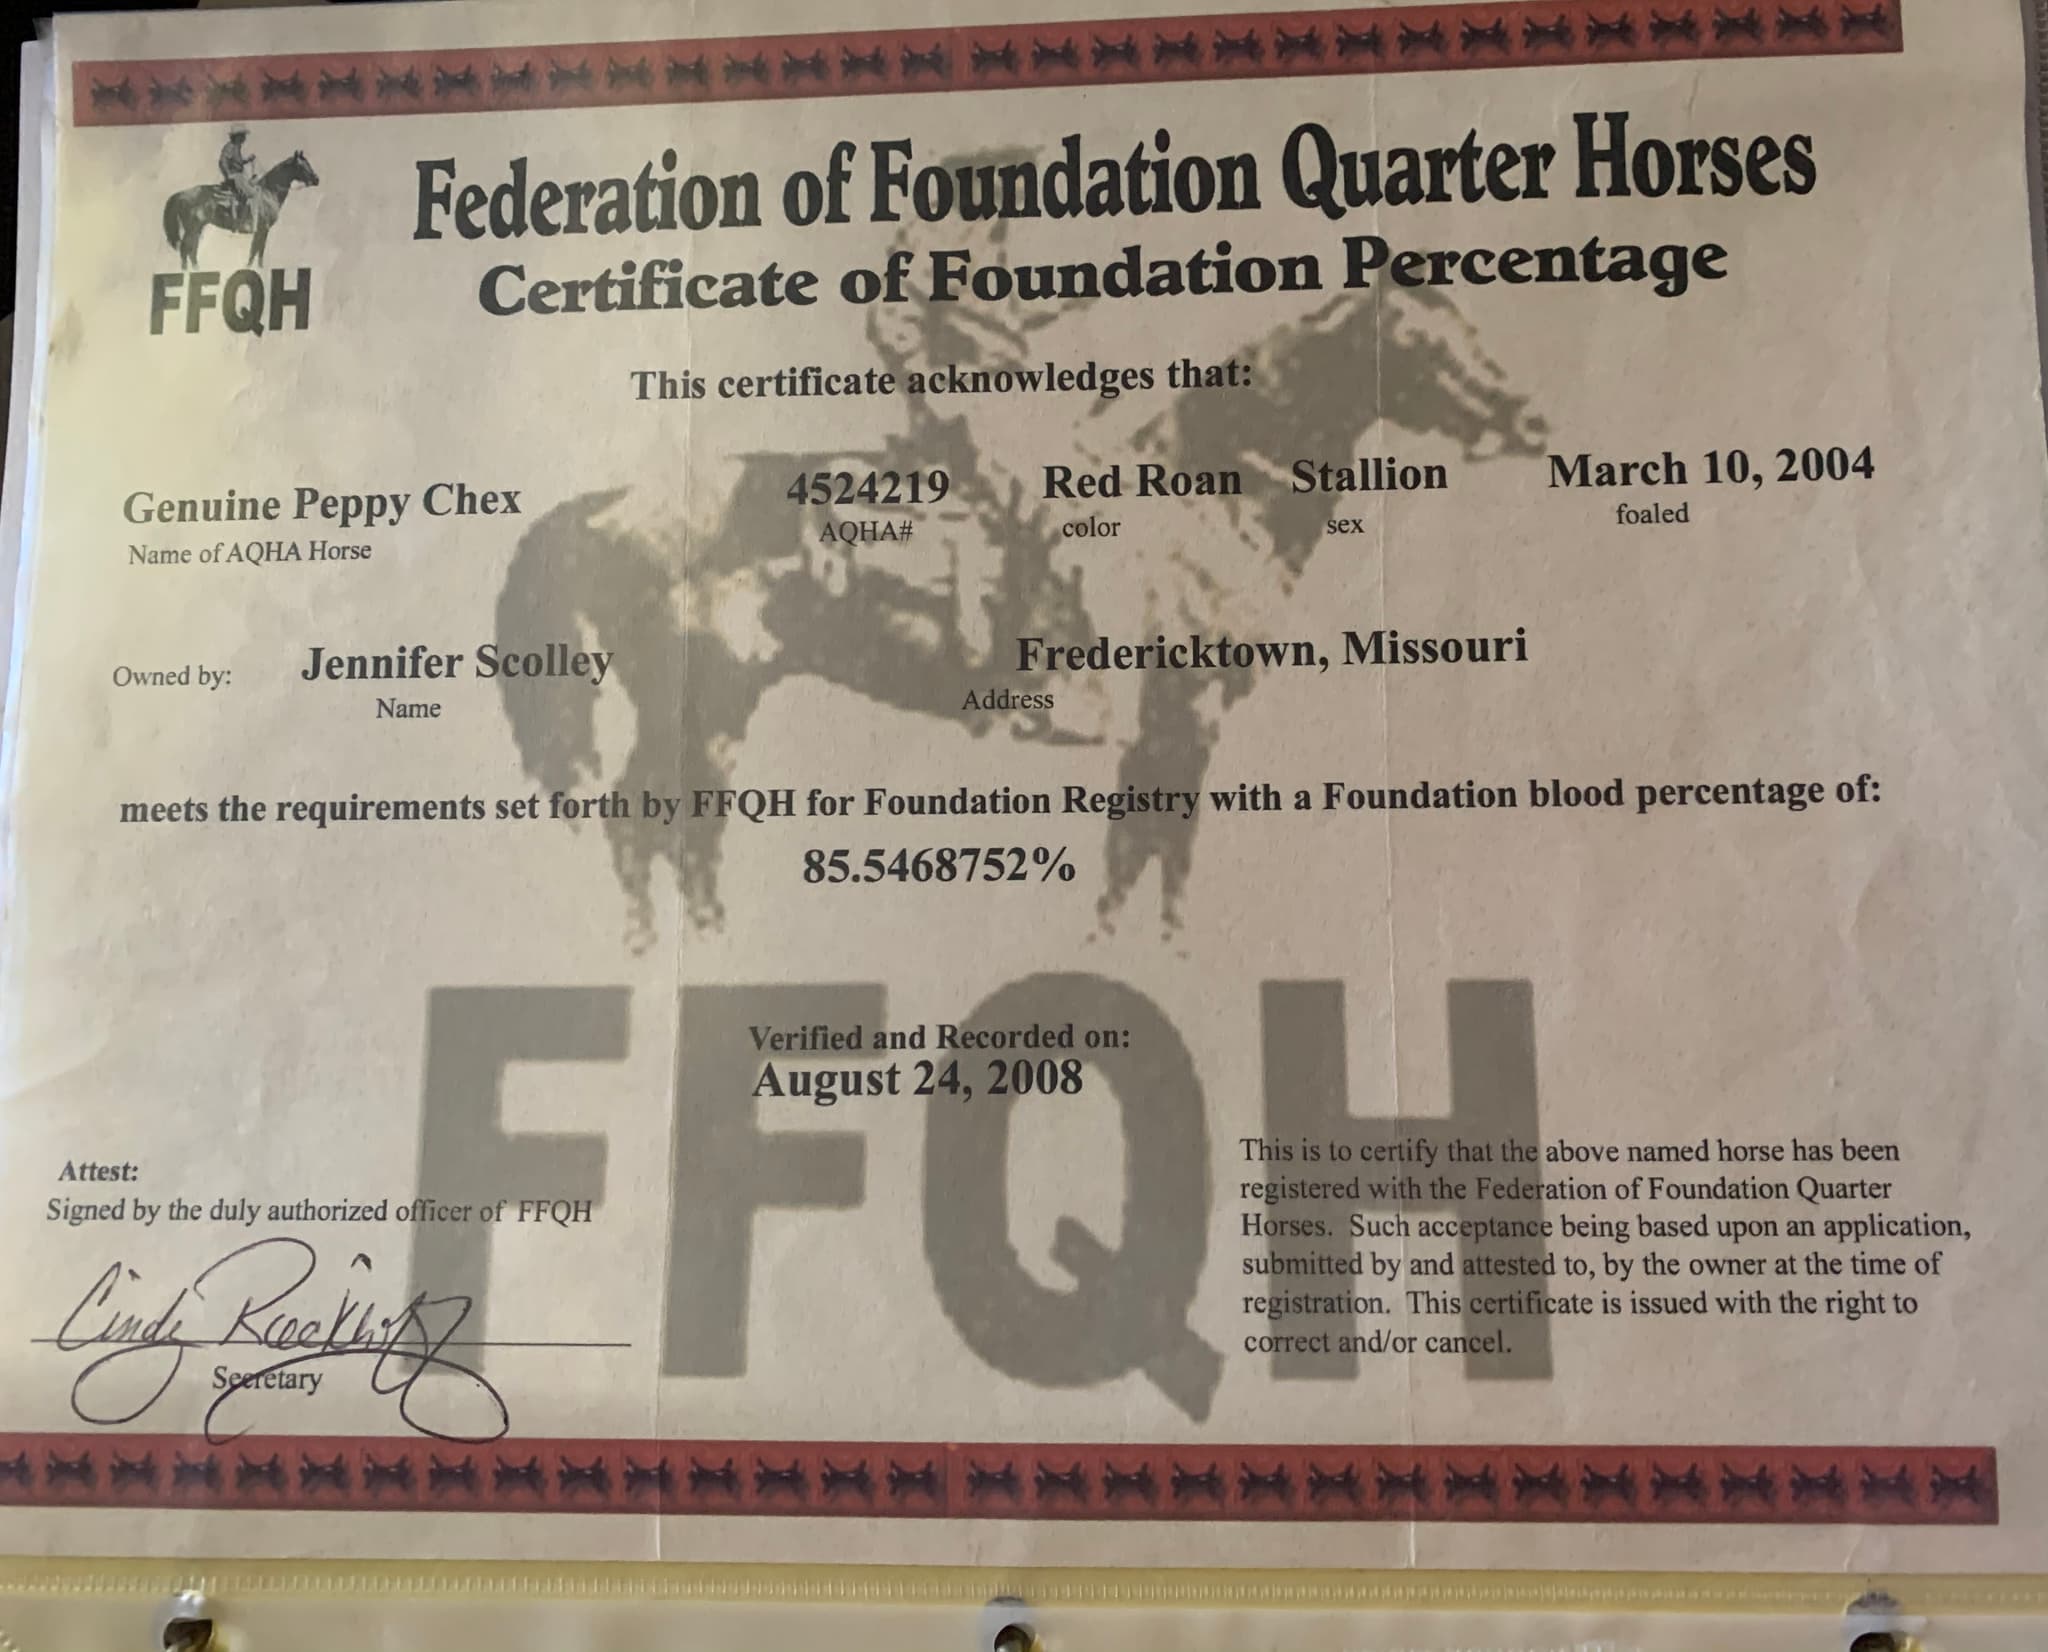 Federation of Foundation Quarter Horses
Certificate of Foundation Percentage
FFQH
This certificate acknowledges that:
Genuine Peppy Chex 4524219 Red Roan Stallion March 10, 2004
Name of AQHA Horse AQHA# color sex foaled
Owned by: Jennifer Scolley Fredericktown, Missouri
Name Address
meets the requirements set forth by FFQH for Foundation Registry with a Foundation blood percentage of:
85.5468752%
FFQH
Verified and Recorded on:
August 24, 2008
Attest:
Signed by the duly authorized officer of FFQH
Cindy
Secretary
This is to certify that the above named horse has been
registered with the Federation of Foundation Quarter
Horses. Such acceptance being based upon an application,
submitted by and attested to, by the owner at the time of
registration. This certificate is issued with the right to
correct and/or cancel.